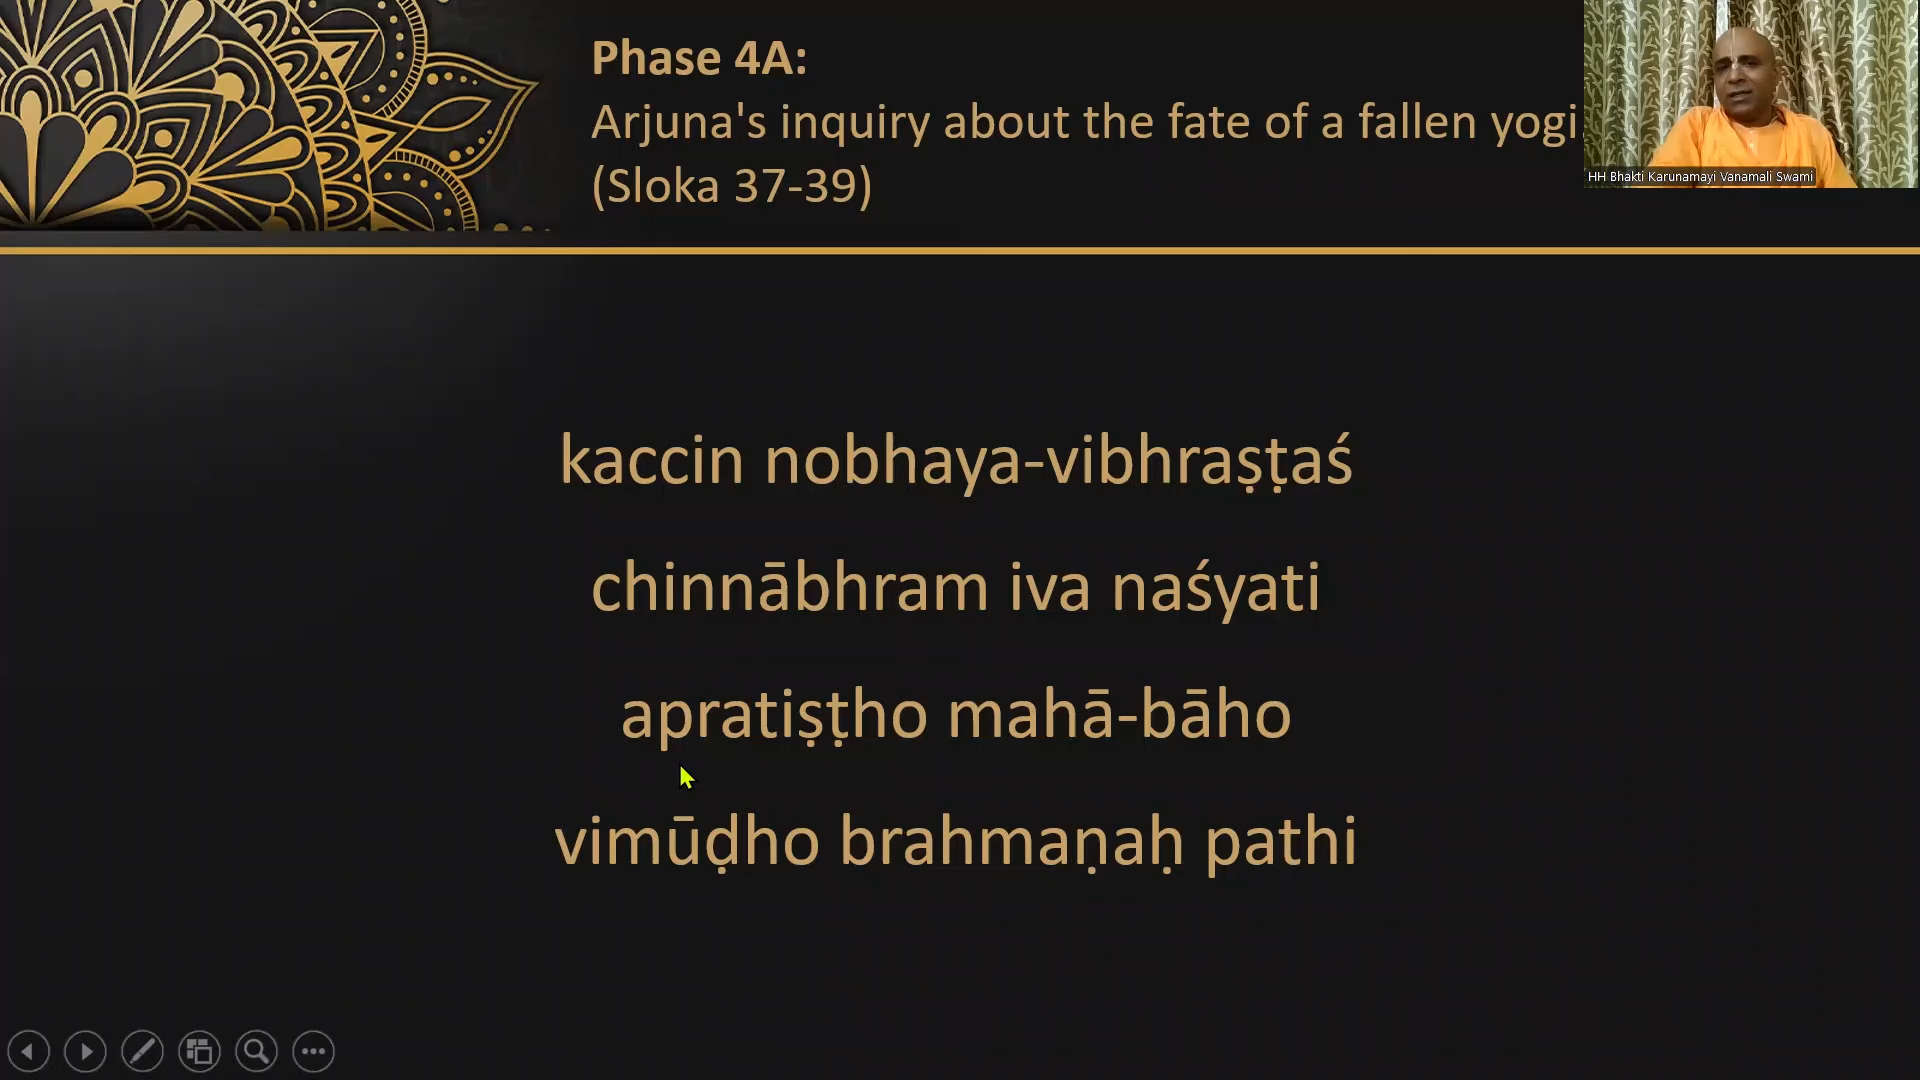 Phase 4A:
Arjuna's inquiry about the fate of a fallen yogi.
(Sloka 37-39)
HH Bhakti Karunamayi Vanamali Swami
kaccin nobhaya-vibhraṣṭaś
chinnābhram iva naśyati
apratiṣṭho mahā-bāho
vimūḍho brahmaṇaḥ pathi